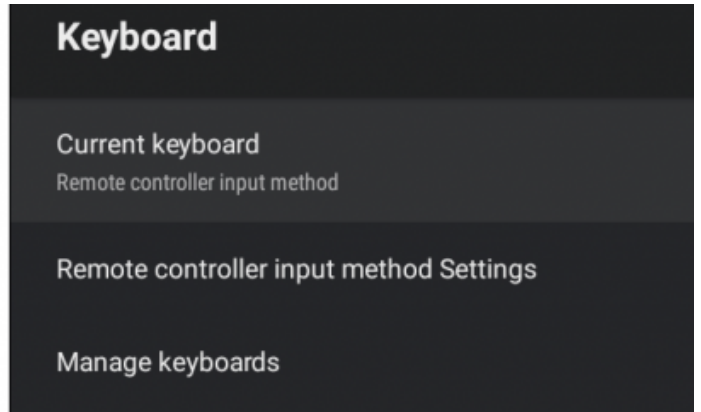 Keyboard
Current keyboard
Remote controller input method
Remote controller input method Settings
Manage keyboards